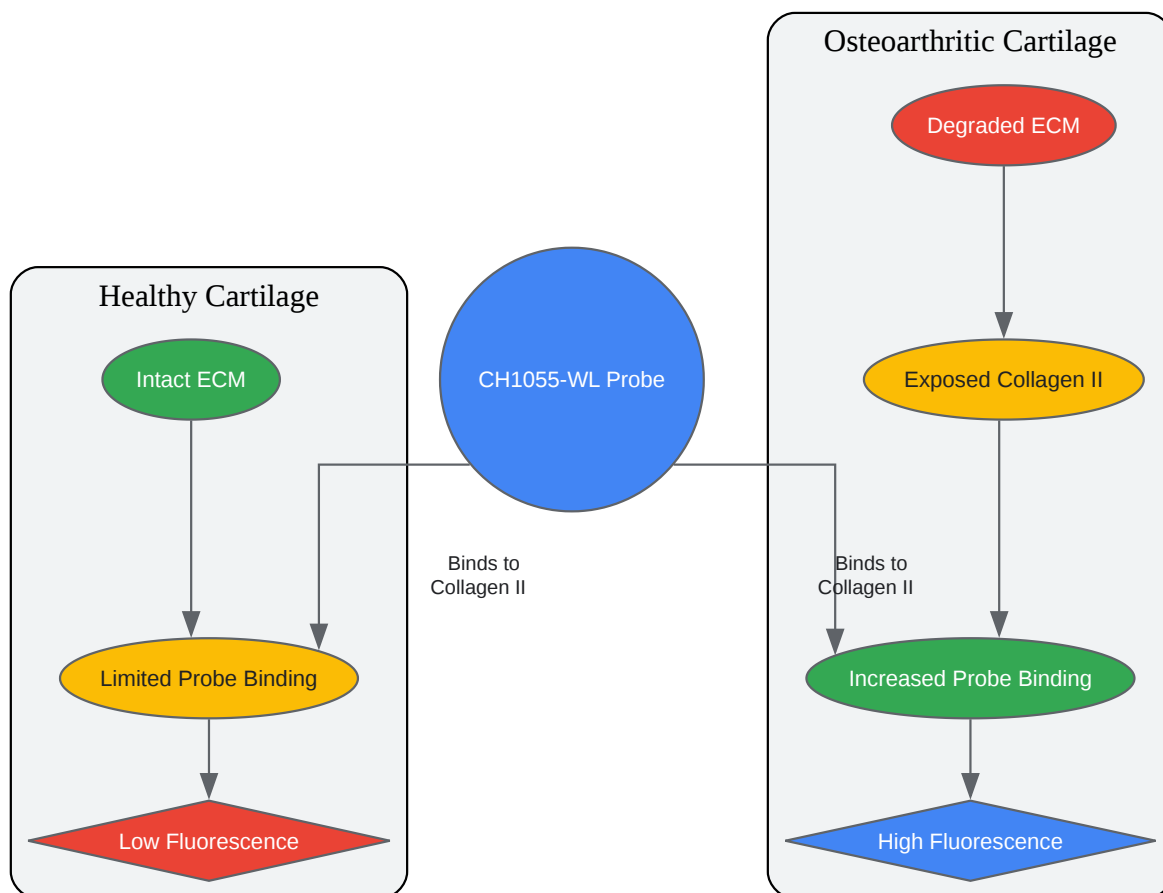 Osteoarthritic Cartilage
Degraded ECM
Healthy Cartilage
Intact ECM
CH1055-WL Probe
Exposed Collagen II
Binds to
Collagen II
Binds to
Collagen II
Limited Probe Binding
Increased Probe Binding
Low Fluorescence
High Fluorescence